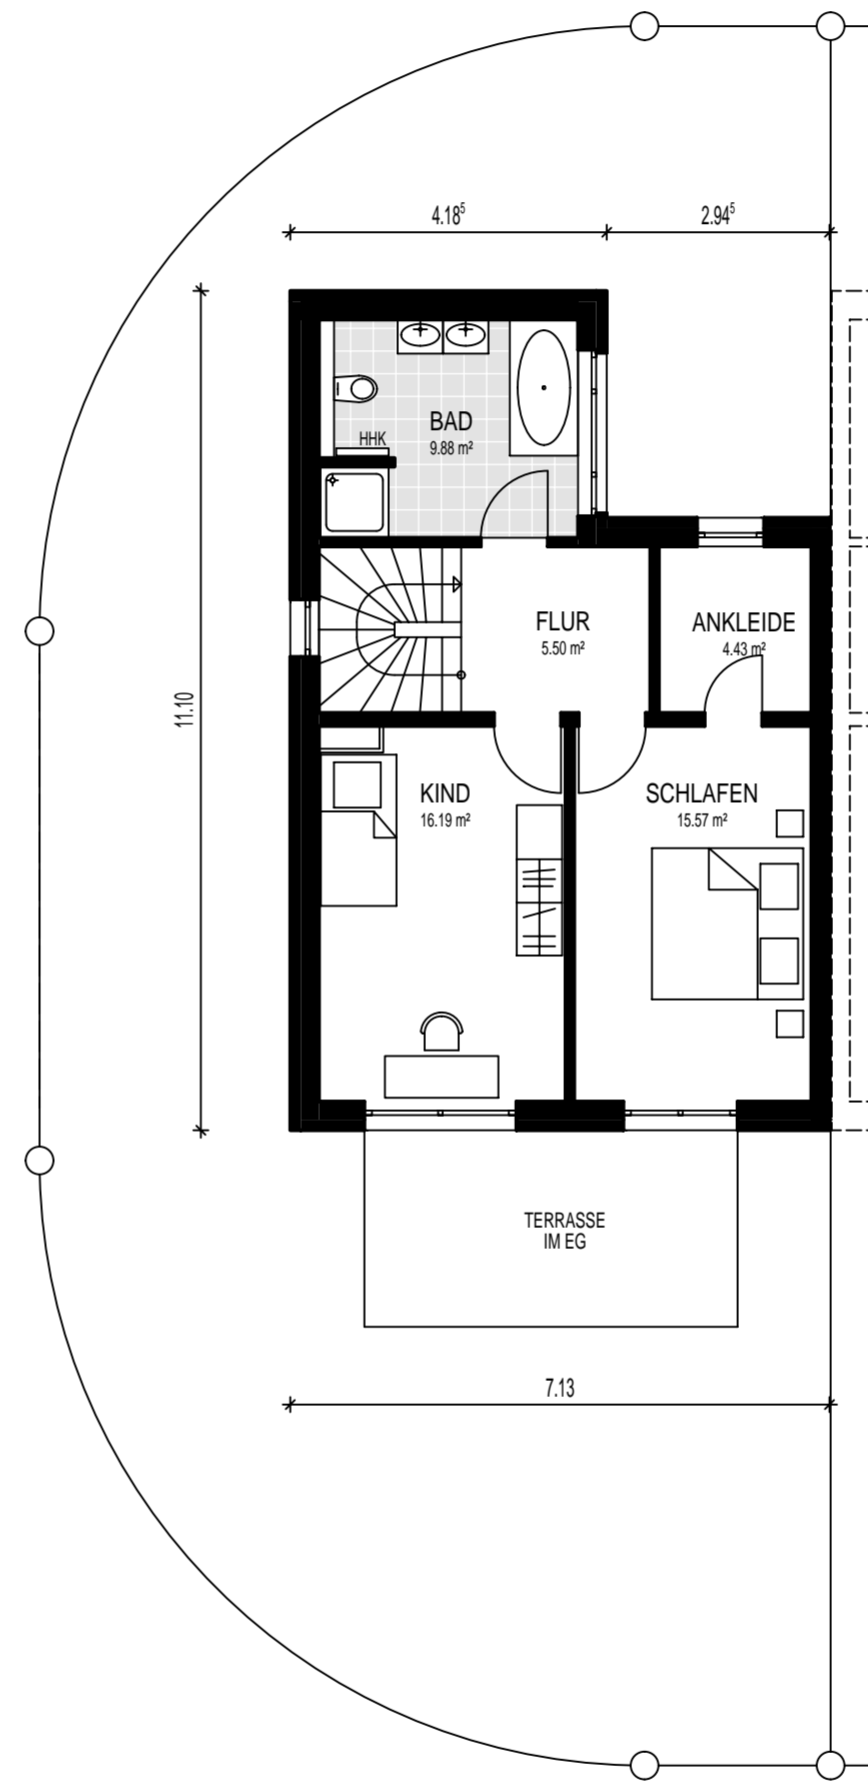 4.18⁵
2.94⁵
BAD
9.88 m²
HHK
FLUR
5.50 m²
ANKLEIDE
4.43 m²
11.10
KIND
16.19 m²
SCHLAFEN
15.57 m²
TERRASSE
IM EG
7.13